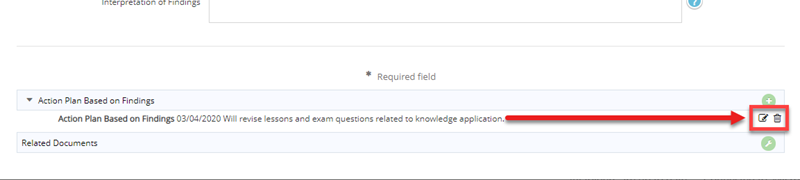 Interpretation of Findings
?
* Required field
Action Plan Based on Findings
Action Plan Based on Findings 03/04/2020 Will revise lessons and exam questions related to knowledge application.
Related Documents